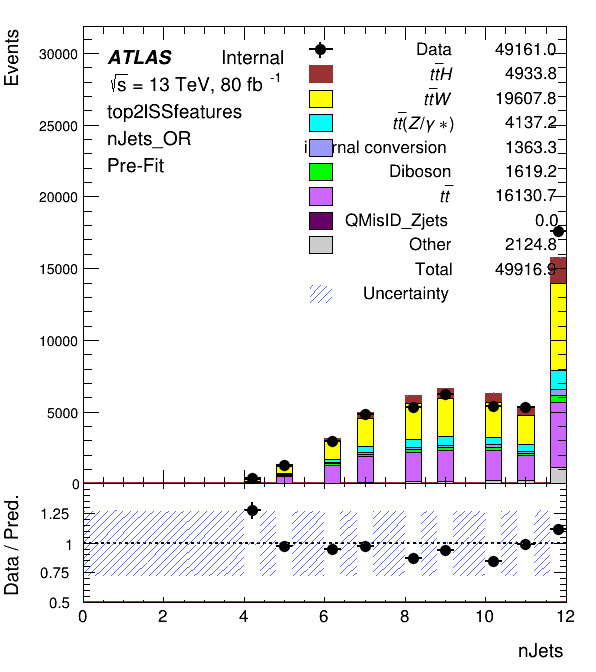 Events
30000
25000
20000
15000
10000
5000
0
ATLAS Internal
√s = 13 TeV, 80 fb⁻¹
top2lSSfeatures
nJets_OR
Pre-Fit
Data 49161.0
tt̄H 4933.8
tt̄W 19607.8
tt̄(Z/γ*) 4137.2
internal conversion 1363.3
Diboson 1619.2
tt̄ 16130.7
QMisID_Zjets 0.0
Other 2124.8
Total 49916.9
Uncertainty
Data / Pred.
1.25
1
0.75
0.5
0 2 4 6 8 10 12
nJets